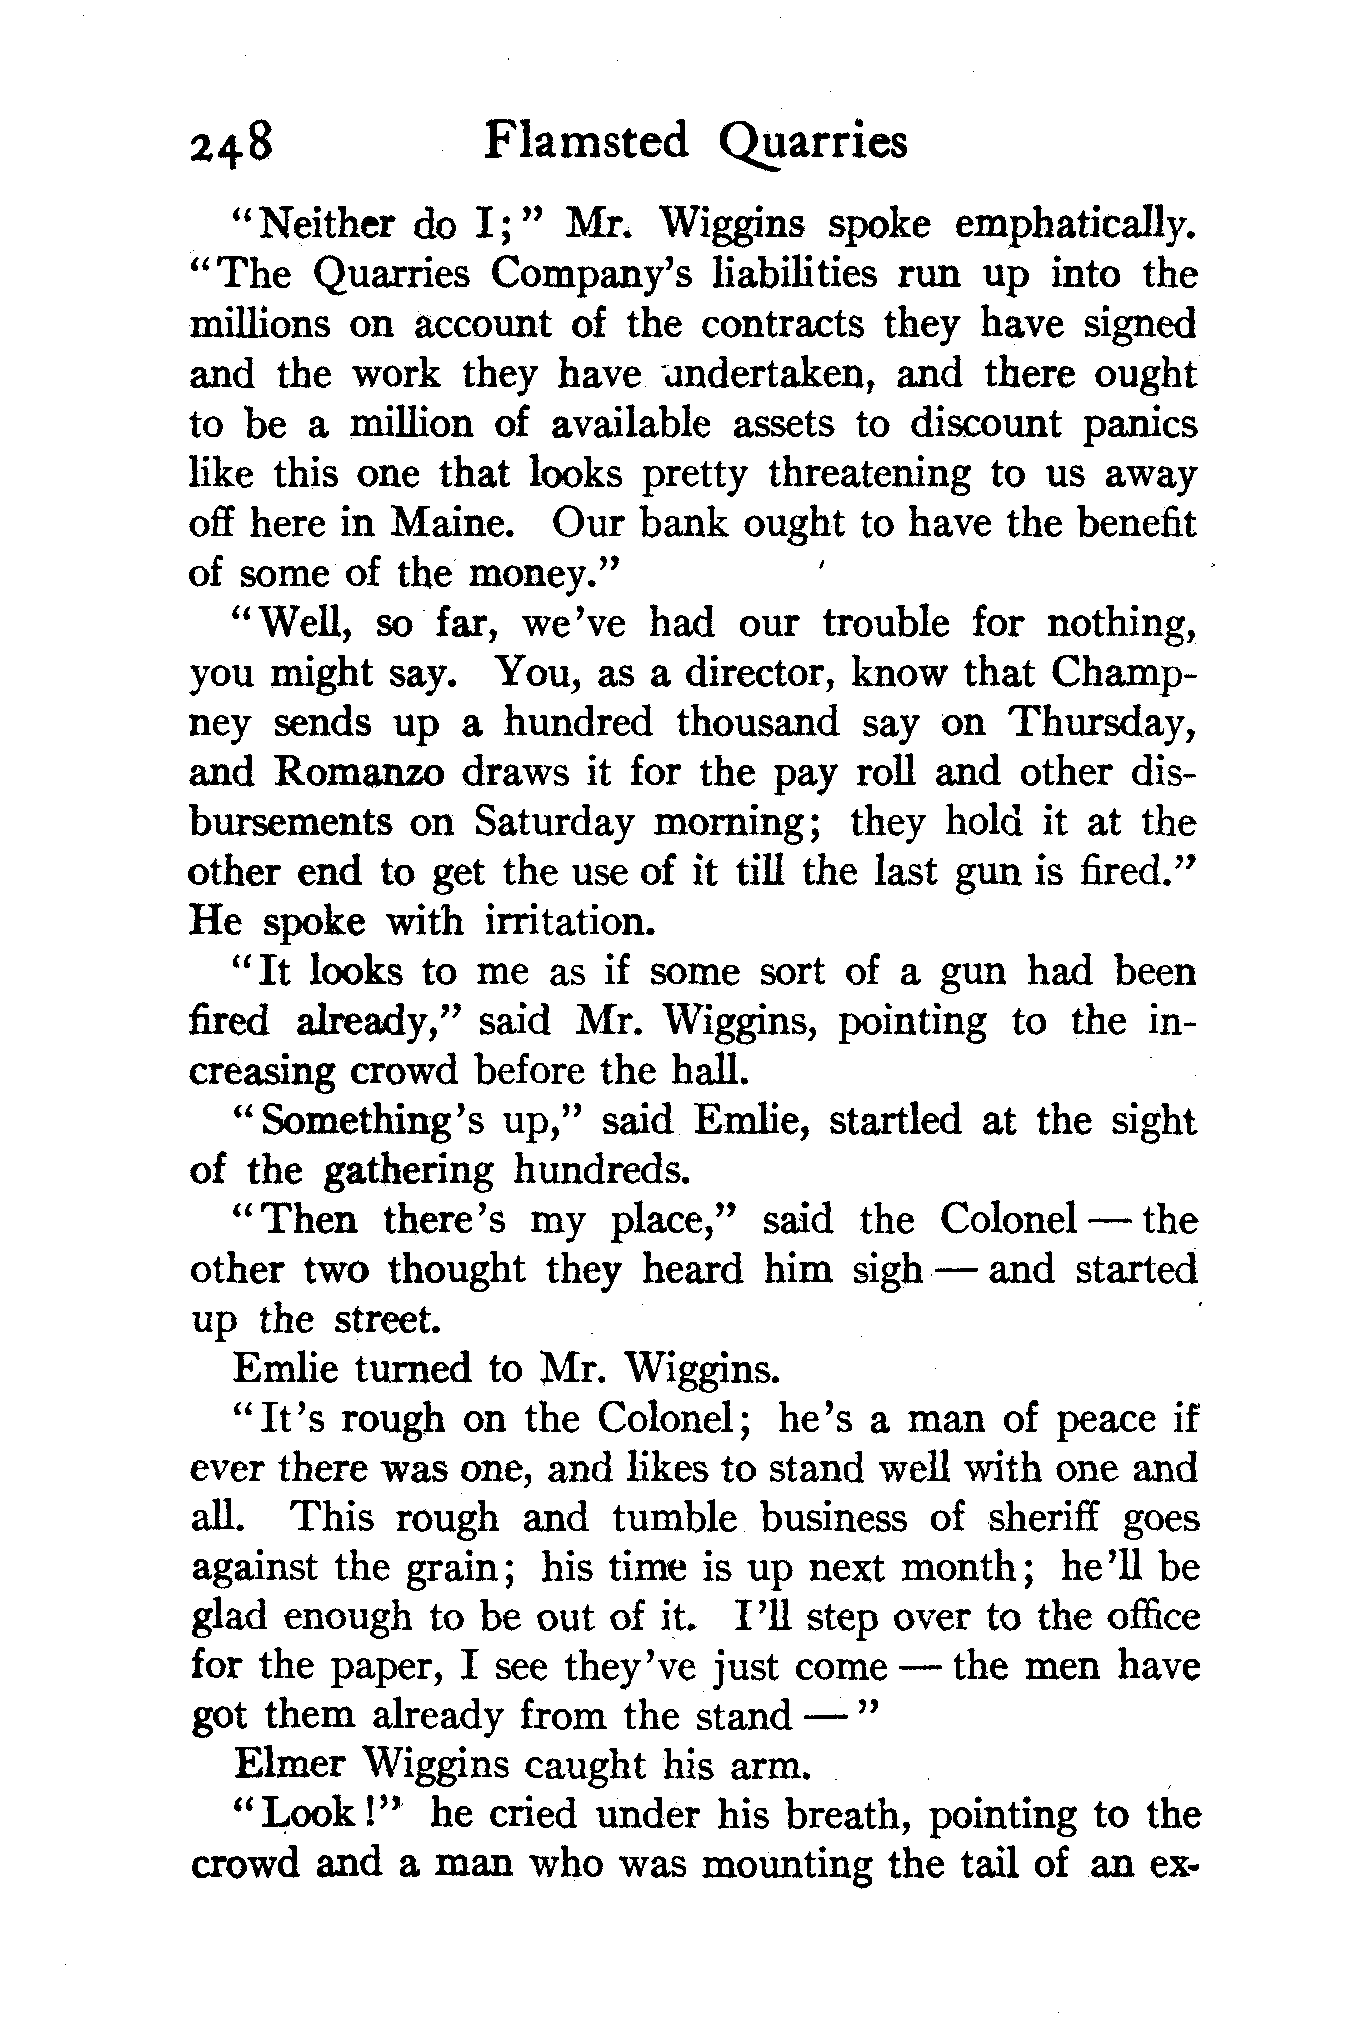 248 Flamsted Quarries
"Neither do I;" Mr. Wiggins spoke emphatically.
"The Quarries Company's liabilities run up into the
millions on account of the contracts they have signed
and the work they have undertaken, and there ought
to be a million of available assets to discount panics
like this one that looks pretty threatening to us away
off here in Maine. Our bank ought to have the benefit
of some of the money."
"Well, so far, we've had our trouble for nothing,
you might say. You, as a director, know that Champ-
ney sends up a hundred thousand say on Thursday,
and Romanzo draws it for the pay roll and other dis-
bursements on Saturday morning; they hold it at the
other end to get the use of it till the last gun is fired."
He spoke with irritation.
"It looks to me as if some sort of a gun had been
fired already," said Mr. Wiggins, pointing to the in-
creasing crowd before the hall.
"Something's up," said Emlie, startled at the sight
of the gathering hundreds.
"Then there's my place," said the Colonel — the
other two thought they heard him sigh — and started
up the street.
Emlie turned to Mr. Wiggins.
"It's rough on the Colonel; he's a man of peace if
ever there was one, and likes to stand well with one and
all. This rough and tumble business of sheriff goes
against the grain; his time is up next month; he'll be
glad enough to be out of it. I'll step over to the office
for the paper, I see they've just come — the men have
got them already from the stand — "
Elmer Wiggins caught his arm.
"Look!" he cried under his breath, pointing to the
crowd and a man who was mounting the tail of an ex-